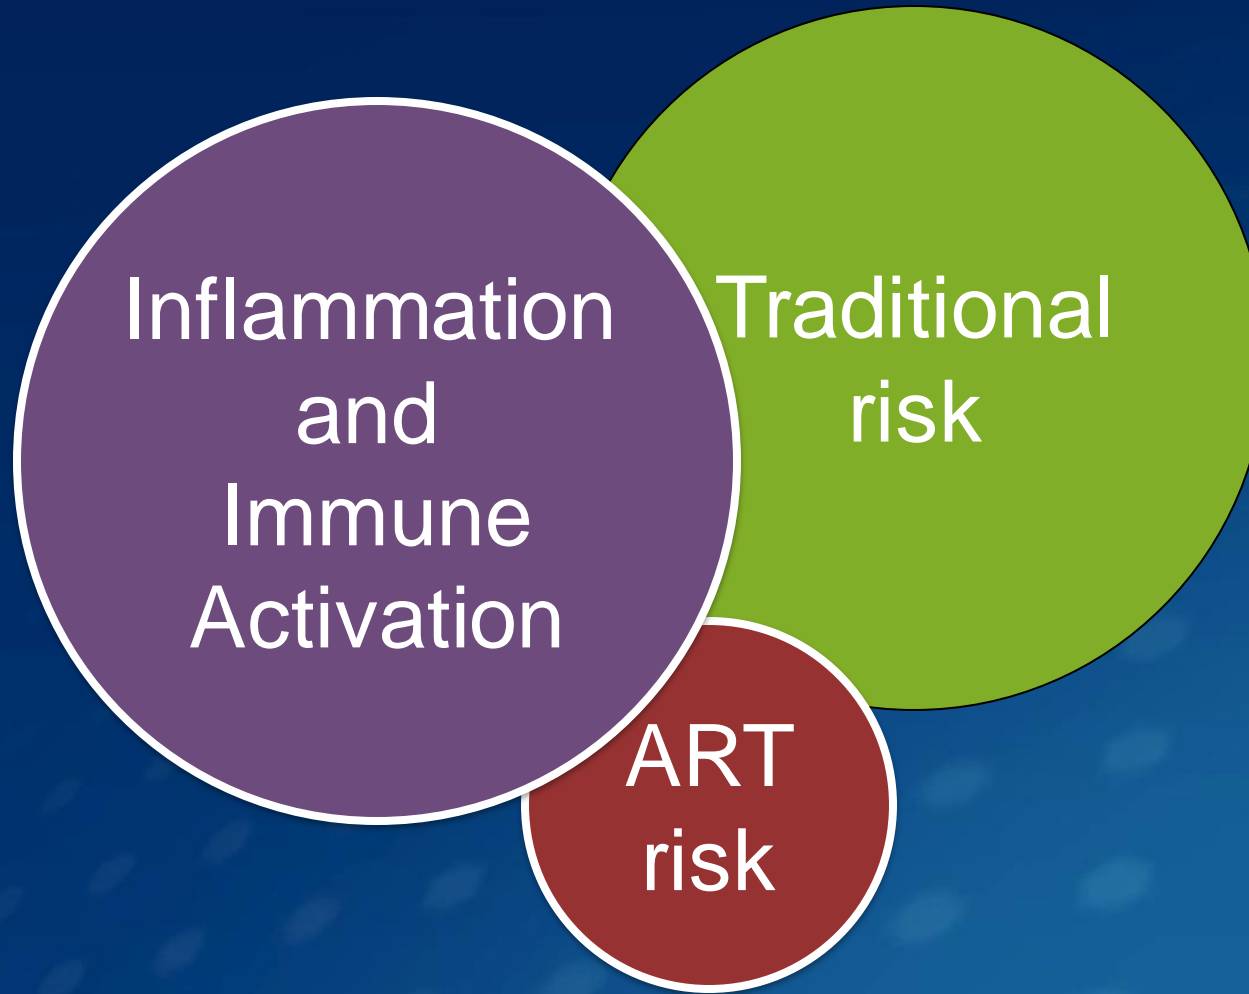 Inflammation
and
Immune
Activation
Traditional
risk
ART
risk